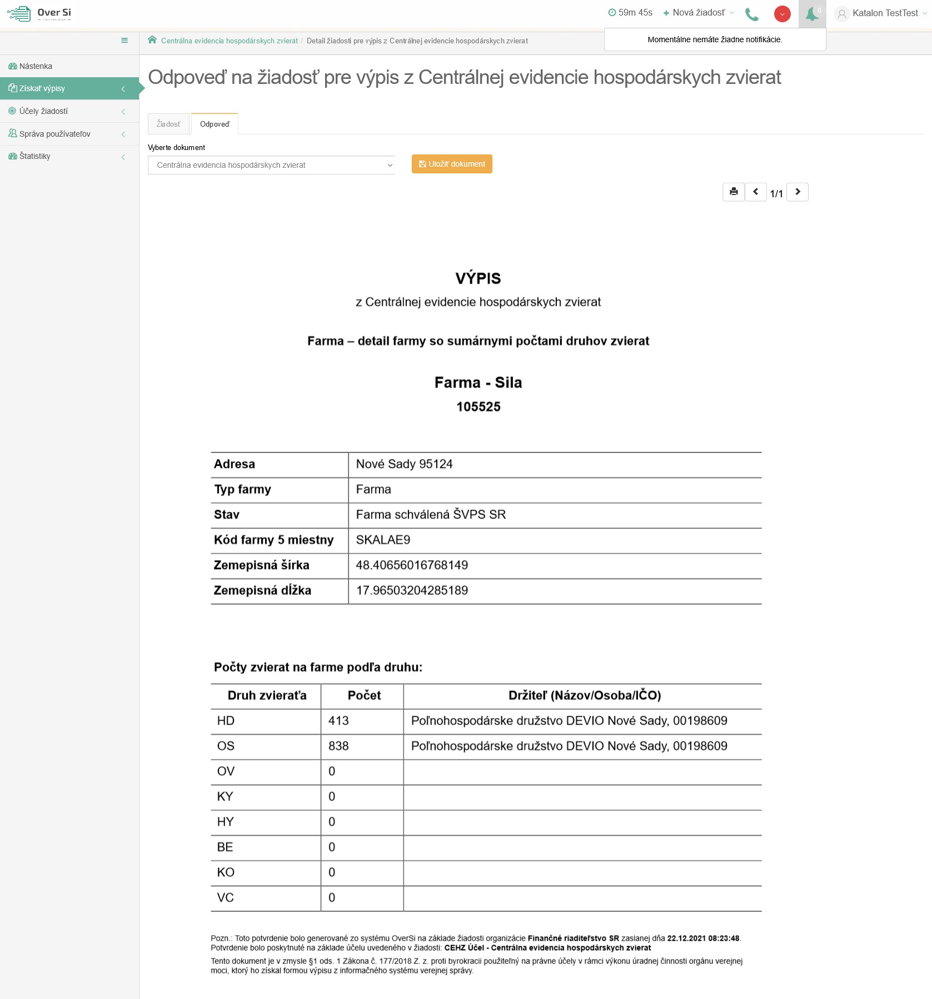 Over Si
59m 45s
Nová žiadosť
0
Katalon TestTest
Momentálne nemáte žiadne notifikácie.
Centrálna evidencia hospodárskych zvierat / Detail žiadosti pre výpis z Centrálnej evidencie hospodárskych zvierat
Nástenka
Získať výpisy
Účely žiadostí
Správa používateľov
Štatistiky
Odpoveď na žiadosť pre výpis z Centrálnej evidencie hospodárskych zvierat
Žiadosť
Odpoveď
Vyberte dokument
Centrálna evidencia hospodárskych zvierat
Uložiť dokument
1/1
VÝPIS
z Centrálnej evidencie hospodárskych zvierat
Farma – detail farmy so sumárnymi počtami druhov zvierat
Farma - Sila
105525
Adresa Nové Sady 95124
Typ farmy Farma
Stav Farma schválená ŠVPS SR
Kód farmy 5 miestny SKALAE9
Zemepisná šírka 48.40656016768149
Zemepisná dĺžka 17.96503204285189
Počty zvierat na farme podľa druhu:
Druh zvieraťa Počet Držiteľ (Názov/Osoba/IČO)
HD 413 Poľnohospodárske družstvo DEVIO Nové Sady, 00198609
OS 838 Poľnohospodárske družstvo DEVIO Nové Sady, 00198609
OV 0
KY 0
HY 0
BE 0
KO 0
VC 0
Pozn.: Toto potvrdenie bolo generované zo systému OverSi na základe žiadosti organizácie Finančné riaditeľstvo SR zaslanej dňa 22.12.2021 08:23:48.
Potvrdenie bolo poskytnuté na základe účelu uvedeného v žiadosti: CEHZ Účel - Centrálna evidencia hospodárskych zvierat
Tento dokument je v zmysle §1 ods. 1 Zákona č. 177/2018 Z. z. proti byrokracii použiteľný na právne účely v rámci výkonu úradnej činnosti orgánu verejnej
moci, ktorý ho získal formou výpisu z informačného systému verejnej správy.